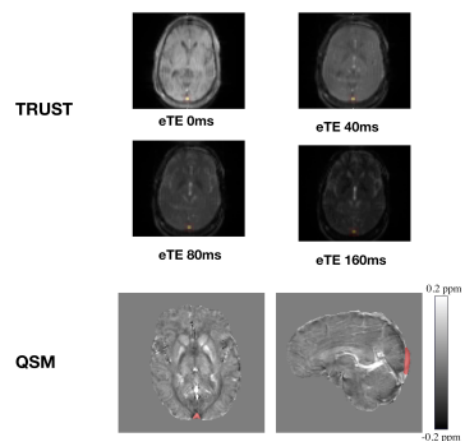 TRUST
eTE 0ms
eTE 40ms
eTE 80ms
eTE 160ms
QSM
0.2 ppm
-0.2 ppm